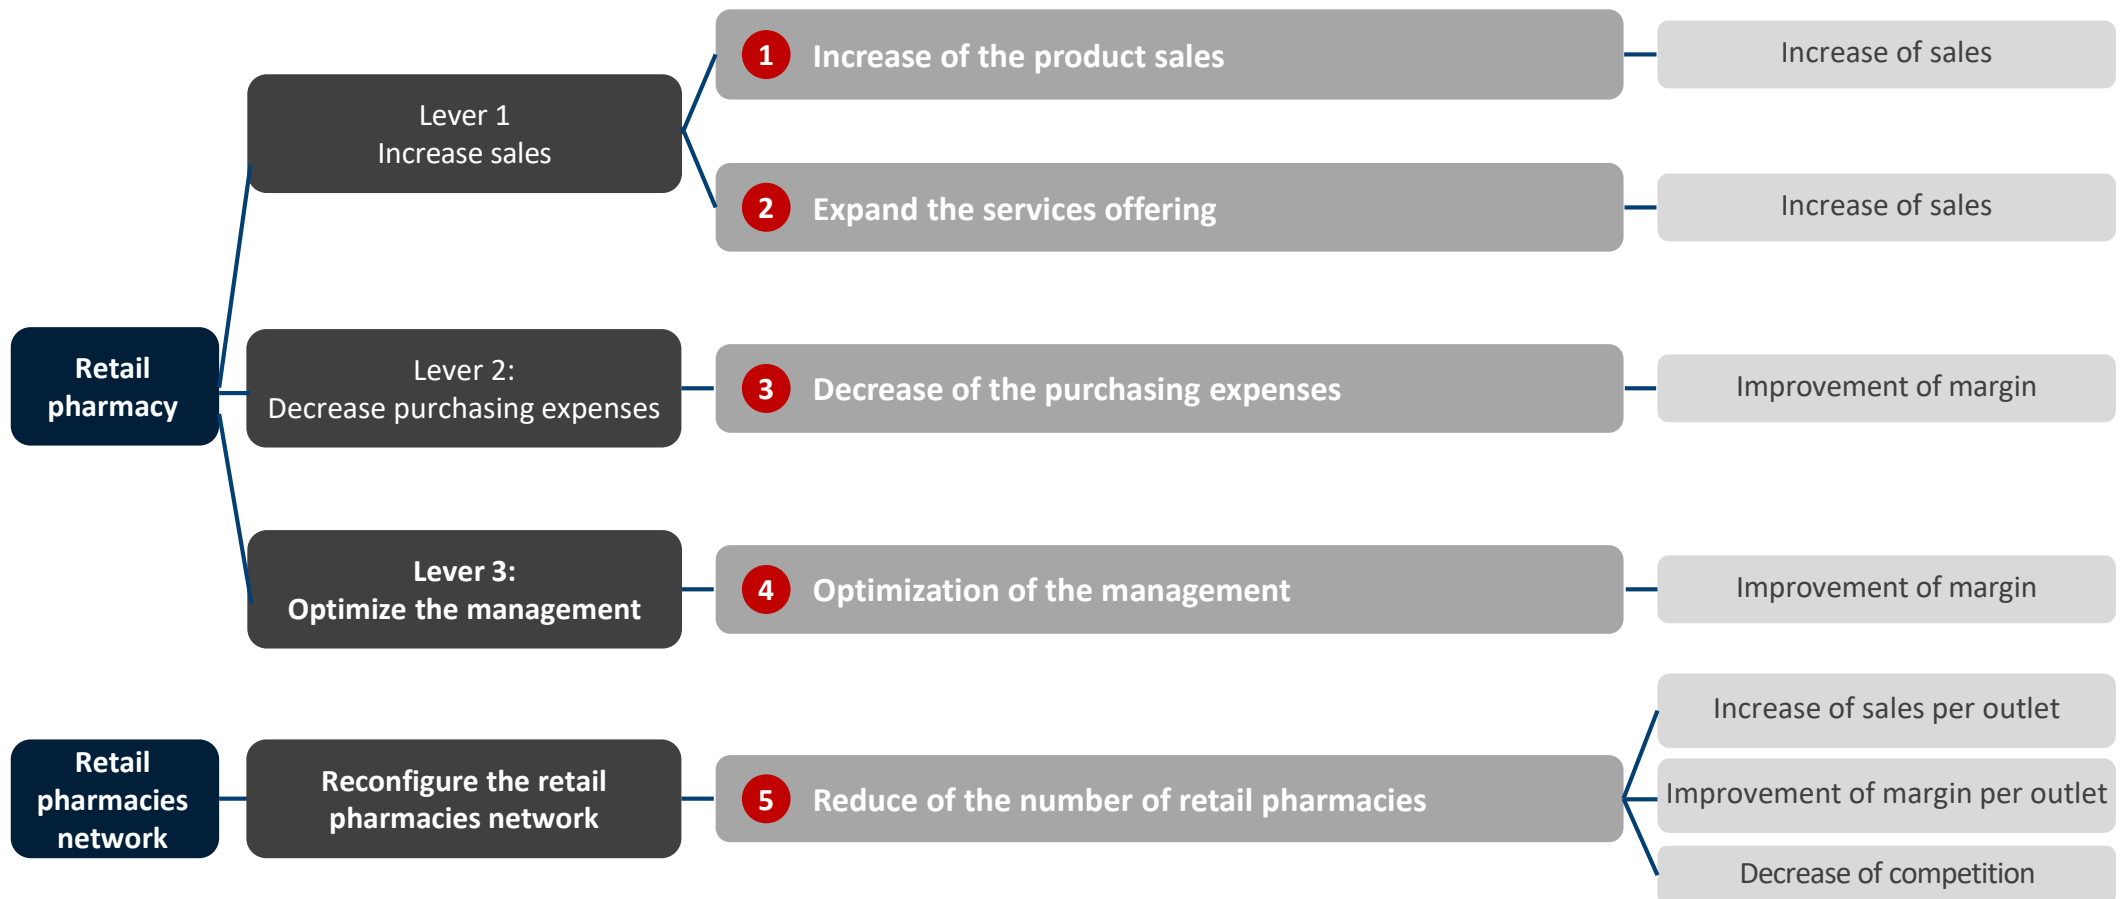 Retail
pharmacy
Lever 1
Increase sales
1 Increase of the product sales
Increase of sales
2 Expand the services offering
Increase of sales
Lever 2:
Decrease purchasing expenses
3 Decrease of the purchasing expenses
Improvement of margin
Lever 3:
Optimize the management
4 Optimization of the management
Improvement of margin
Retail
pharmacies
network
Reconfigure the retail
pharmacies network
5 Reduce of the number of retail pharmacies
Increase of sales per outlet
Improvement of margin per outlet
Decrease of competition